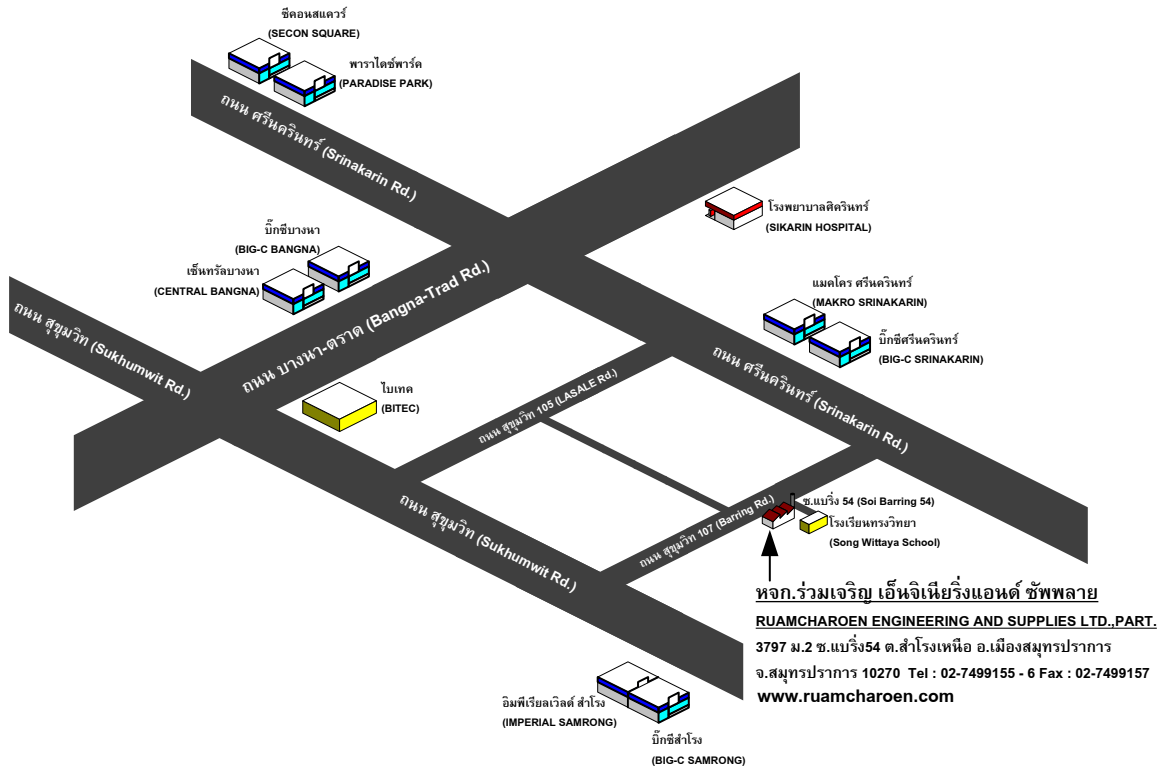 ซีคอนสแควร์
(SECON SQUARE)
พาราไดซ์พาร์ค
(PARADISE PARK)
ถนน ศรีนครินทร์ (Srinakarin Rd.)
โรงพยาบาลศิครินทร์
(SIKARIN HOSPITAL)
บิ๊กซีบางนา
(BIG-C BANGNA)
เซ็นทรัลบางนา
(CENTRAL BANGNA)
แมคโคร ศรีนครินทร์
(MAKRO SRINAKARIN)
บิ๊กซีศรีนครินทร์
(BIG-C SRINAKARIN)
ถนน สุขุมวิท (Sukhumwit Rd.)
ถนน บางนา-ตราด (Bangna-Trad Rd.)
ไบเทค
(BITEC)
ถนน สุขุมวิท 105 (LASALE Rd.)
ถนน ศรีนครินทร์ (Srinakarin Rd.)
ถนน สุขุมวิท (Sukhumwit Rd.)
ถนน สุขุมวิท 107 (Barring Rd.)
ซ.แบริ่ง 54 (Soi Barring 54)
โรงเรียนทรงวิทยา
(Song Wittaya School)
หจก.ร่วมเจริญ เอ็นจิเนียริ่งแอนด์ ซัพพลาย
RUAMCHAROEN ENGINEERING AND SUPPLIES LTD.,PART.
3797 ม.2 ซ.แบริ่ง54 ต.สำโรงเหนือ อ.เมืองสมุทรปราการ
จ.สมุทรปราการ 10270 Tel : 02-7499155 - 6 Fax : 02-7499157
www.ruamcharoen.com
อิมพีเรียลเวิลด์ สำโรง
(IMPERIAL SAMRONG)
บิ๊กซีสำโรง
(BIG-C SAMRONG)